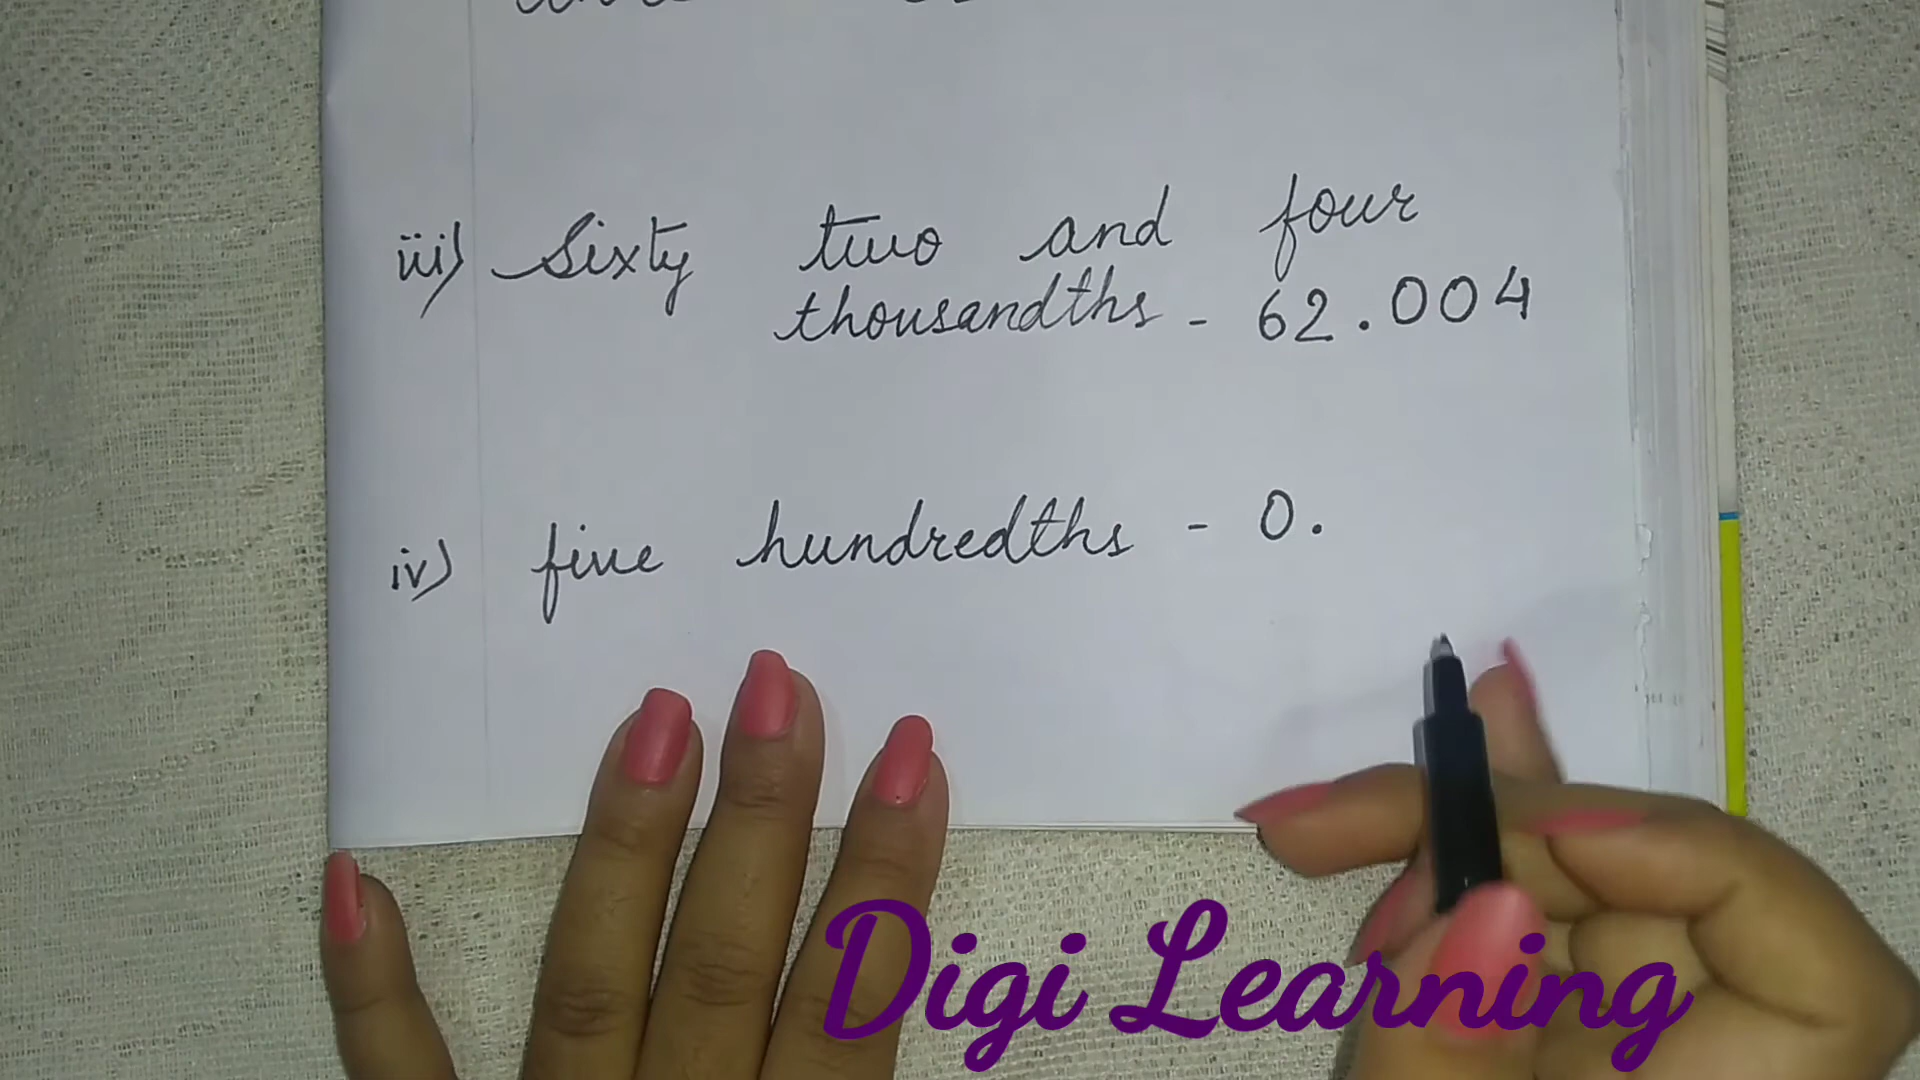 iii) Sixty two and four
thousandths - 62.004
iv) five hundredths - 0.
Digi Learning